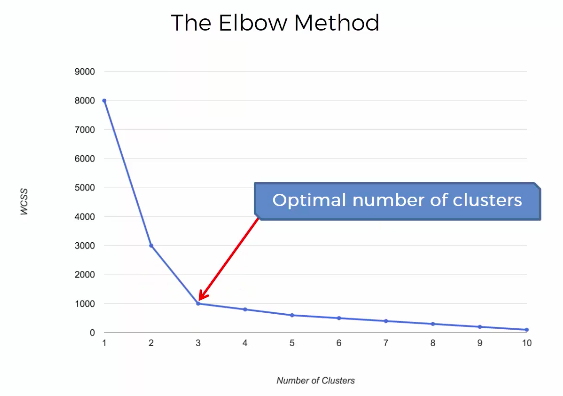 The Elbow Method
9000
8000
7000
6000
5000
4000
3000
2000
1000
0
WCSS
Optimal number of clusters
1 2 3 4 5 6 7 8 9 10
Number of Clusters